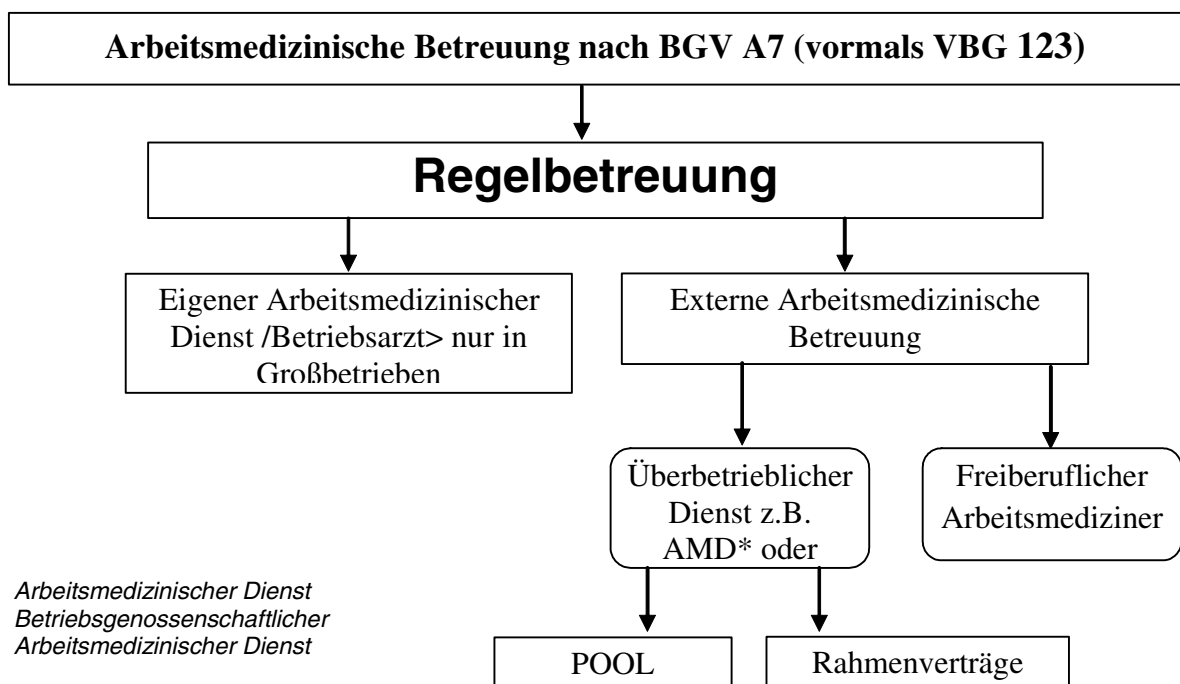 Arbeitsmedizinische Betreuung nach BGV A7 (vormals VBG 123)
Regelbetreuung
Eigener Arbeitsmedizinischer
Dienst /Betriebsarzt> nur in
Großbetrieben
Externe Arbeitsmedizinische
Betreuung
Überbetrieblicher
Dienst z.B.
AMD* oder
Freiberuflicher
Arbeitsmediziner
Arbeitsmedizinischer Dienst
Betriebsgenossenschaftlicher
Arbeitsmedizinischer Dienst
POOL
Rahmenverträge